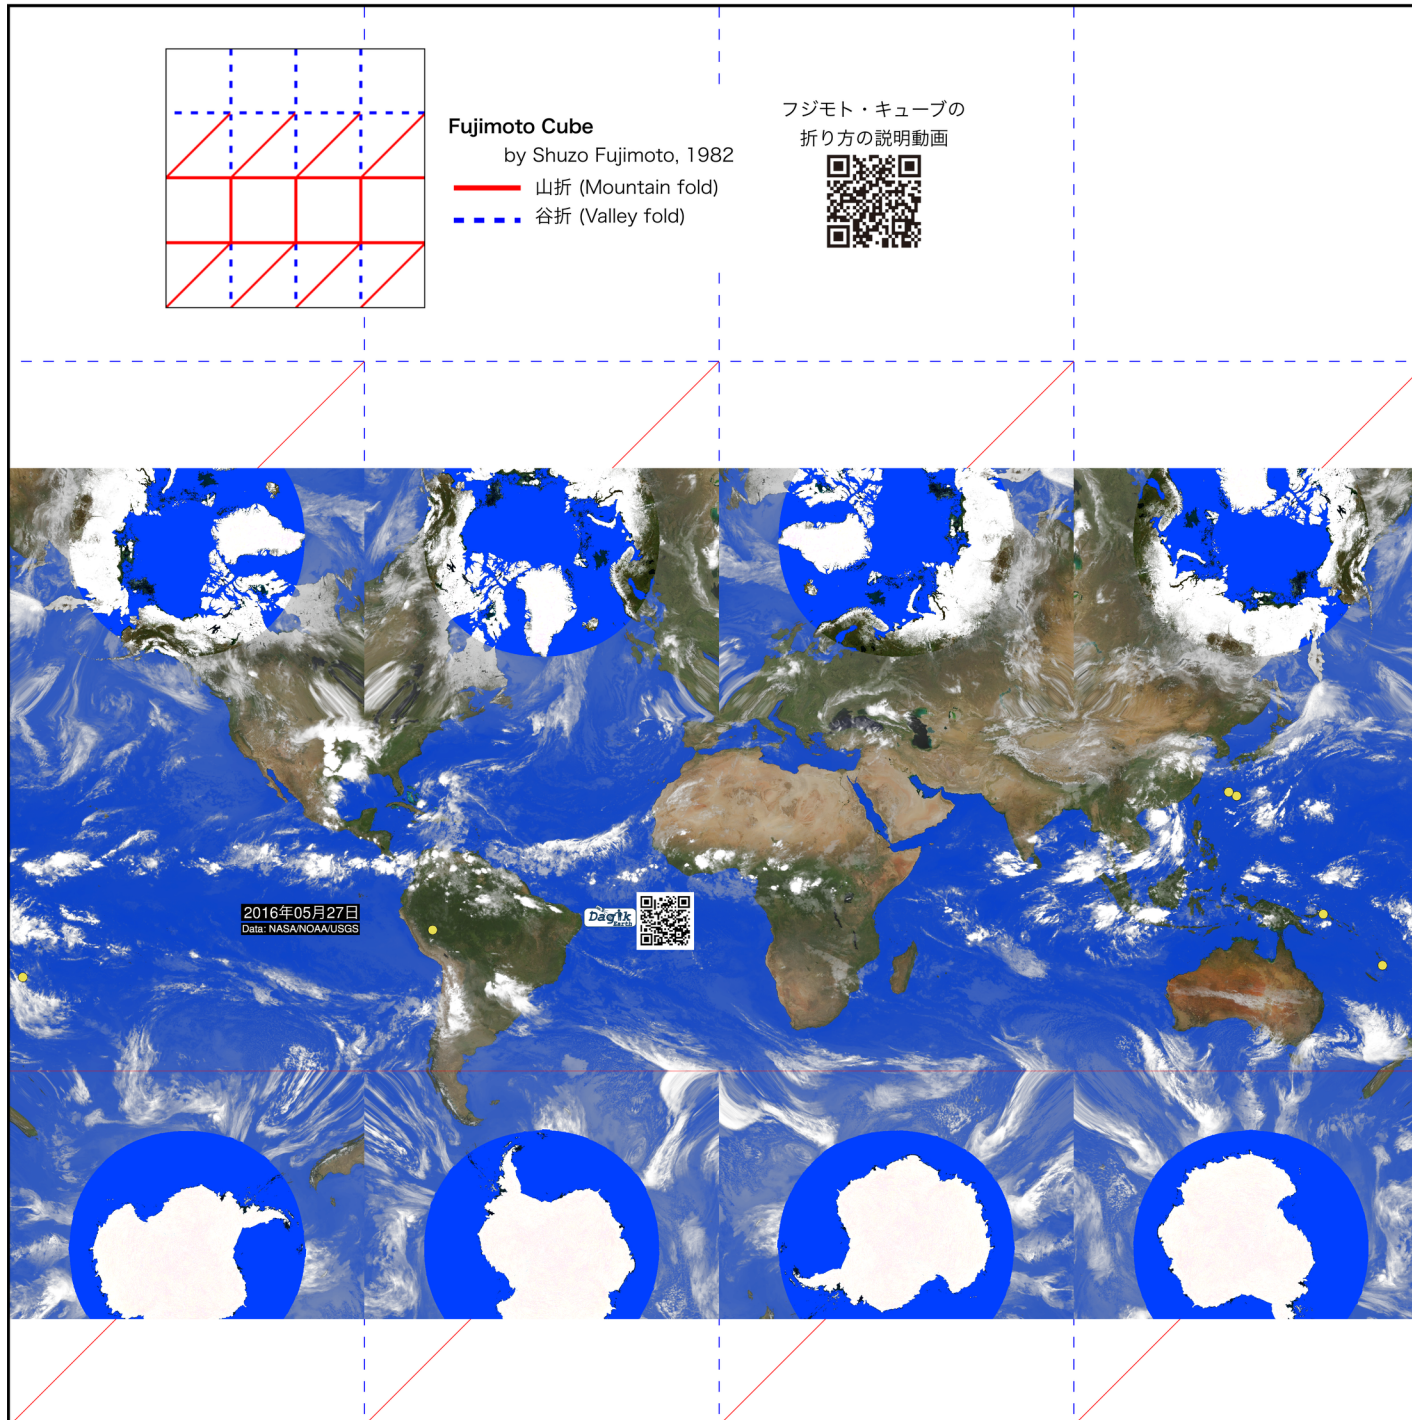 Fujimoto Cube
by Shuzo Fujimoto, 1982
山折 (Mountain fold)
谷折 (Valley fold)
フジモト・キューブの
折り方の説明動画
2016年05月27日
Data: NASA/NOAA/USGS
Dagik
Earth